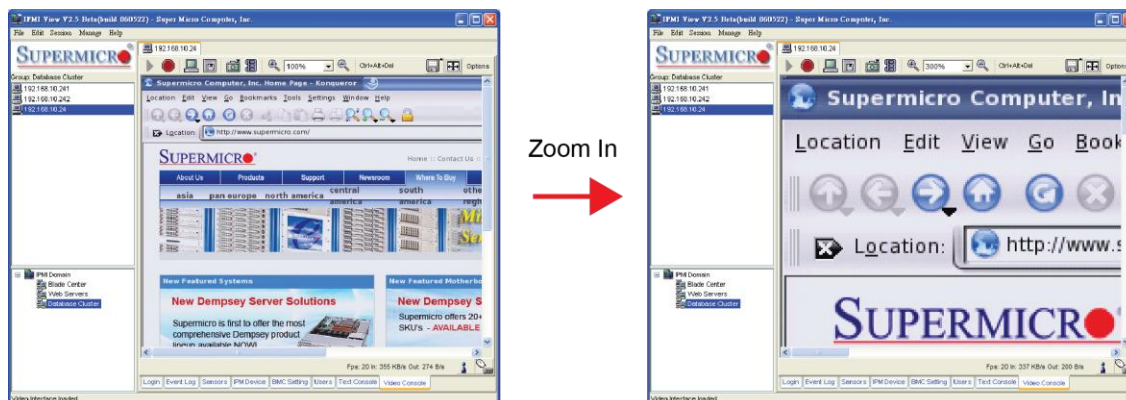 IPMI View V2.5 Beta(build 060522) - Super Micro Computer, Inc.
File Edit Session Manage Help
SUPERMICRO
192.168.10.24
100%
Ctrl+Alt+Del
Options
Group: Database Cluster
192.168.10.241
192.168.10.242
192.168.10.24
Supermicro Computer, Inc. Home Page - Konqueror
Location Edit View Go Bookmarks Tools Settings Window Help
Location: http://www.supermicro.com/
SUPERMICRO
Home :: Contact Us ::
About Us Products Support Newsroom Where To Buy
asia pan europe north america central america south america
New Featured Systems
New Featured Motherbo
New Dempsey Server Solutions
New Dempsey S
Supermicro is first to offer the most
comprehensive Dempsey product
lineup available NOW!
Supermicro offers 20+
SKU's - AVAILABLE
IPMI Domain
Blade Center
Web Servers
Database Cluster
Fps: 20 In: 355 KB/s Out: 274 B/s
Login Event Log Sensors IPM Device BMC Setting Users Text Console Video Console
Video Interface loaded
Zoom In
IPMI View V2.5 Beta(build 060522) - Super Micro Computer, Inc.
File Edit Session Manage Help
SUPERMICRO
192.168.10.24
300%
Ctrl+Alt+Del
Options
Group: Database Cluster
192.168.10.241
192.168.10.242
192.168.10.24
Supermicro Computer, In
Location Edit View Go Book
Location: http://www.s
SUPERMICRO
IPMI Domain
Blade Center
Web Servers
Database Cluster
Fps: 20 In: 337 KB/s Out: 200 B/s
Login Event Log Sensors IPM Device BMC Setting Users Text Console Video Console
Video Interface loaded